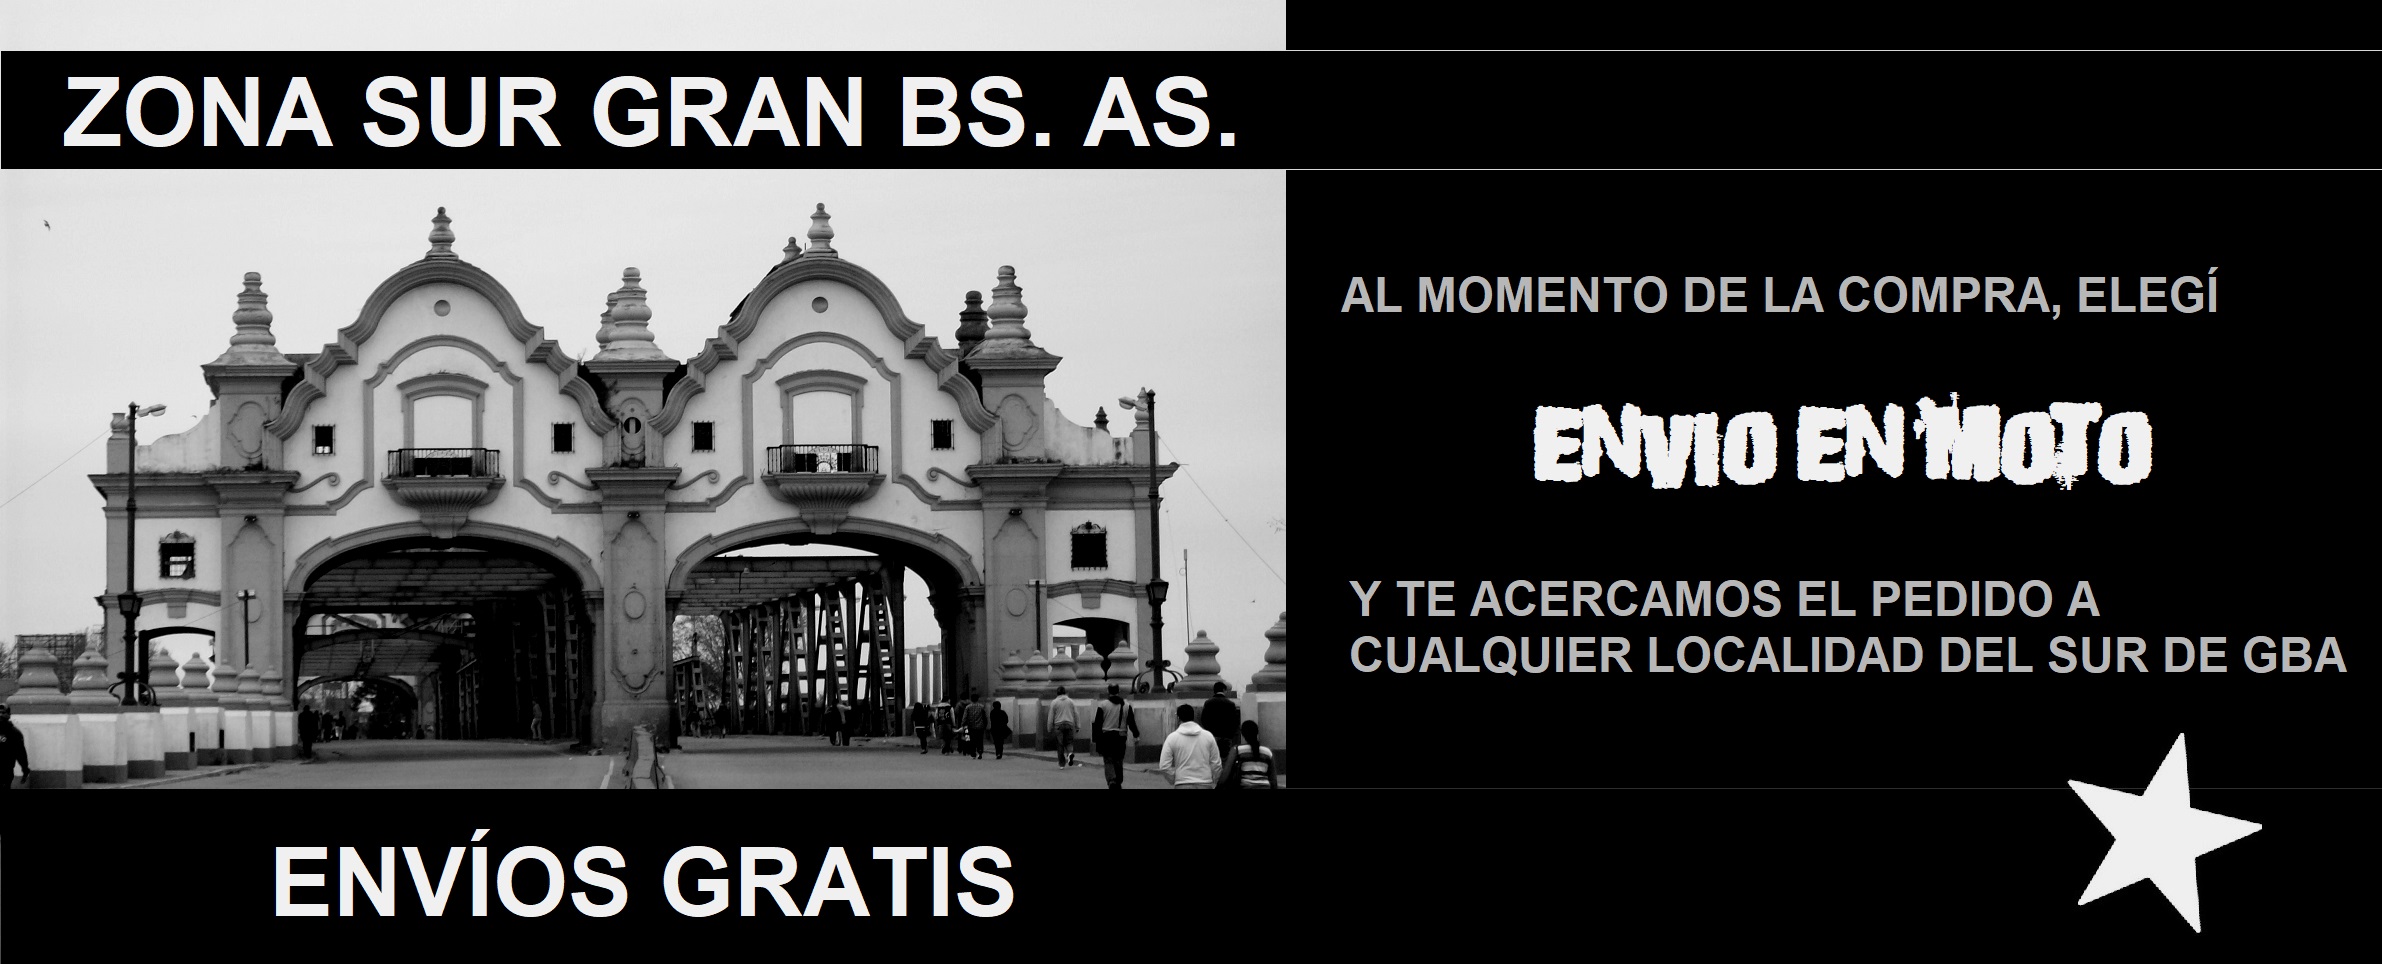 ZONA SUR GRAN BS. AS.
AL MOMENTO DE LA COMPRA, ELEGÍ
ENVIO EN MOTO
Y TE ACERCAMOS EL PEDIDO A
CUALQUIER LOCALIDAD DEL SUR DE GBA
ENVÍOS GRATIS